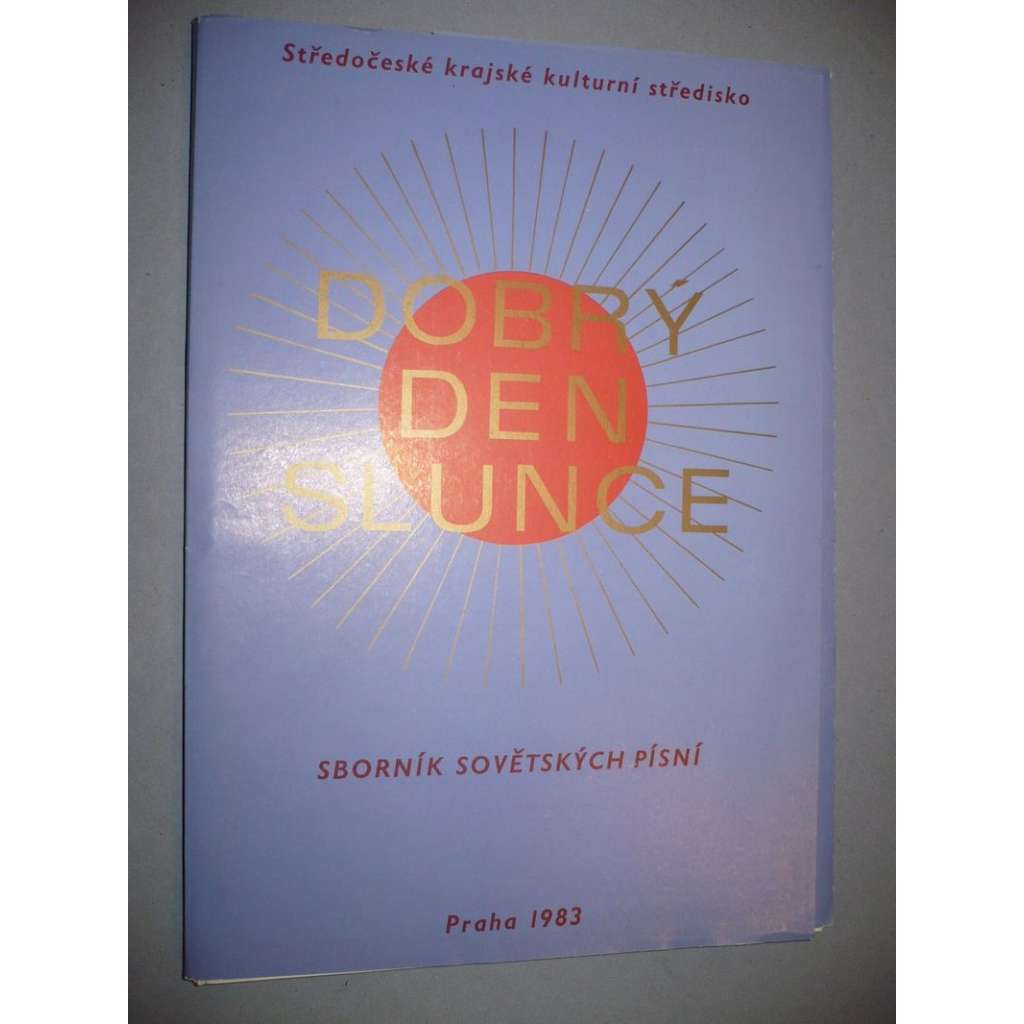 Středočeské krajské kulturní středisko
DOBRÝ
DEN
SLUNCE
SBORNÍK SOVĚTSKÝCH PÍSNÍ
Praha 1983